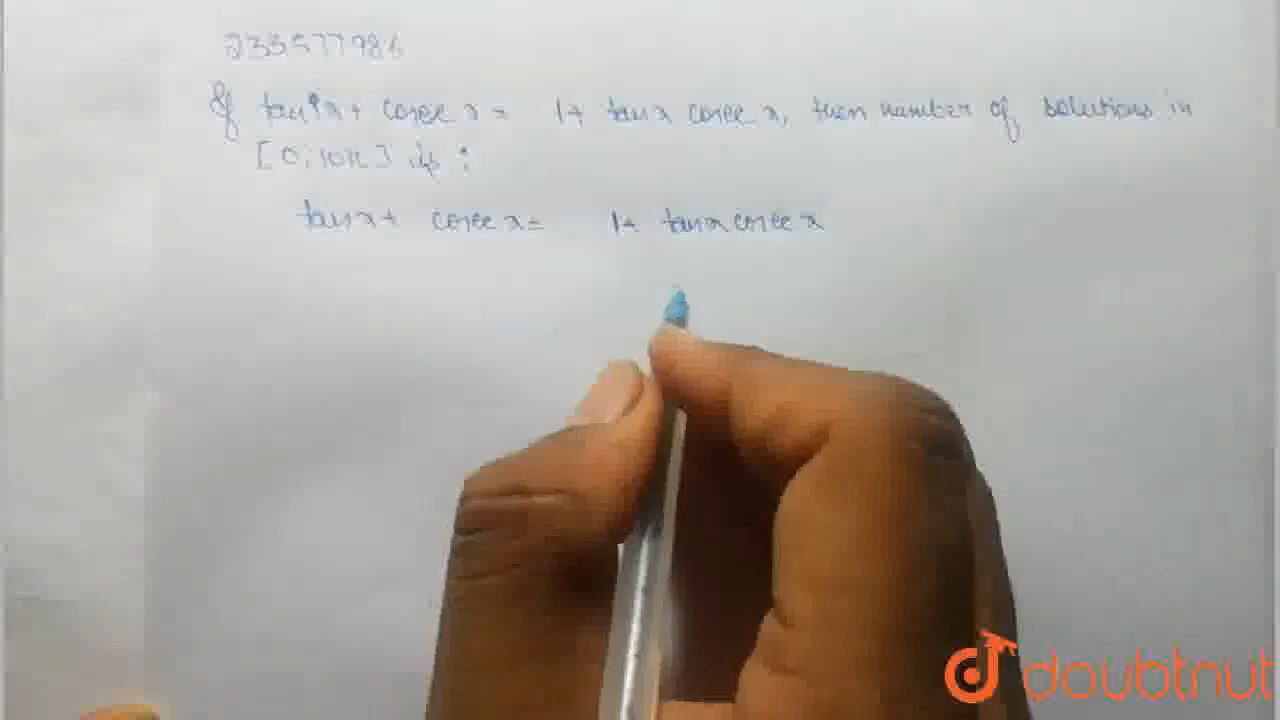 If tan x + cosec x = 1+ tan x cosec x, then number of solutions in
[0, 10π] is :
tan x + cosec x = 1+ tan x cosec x
doubtnut